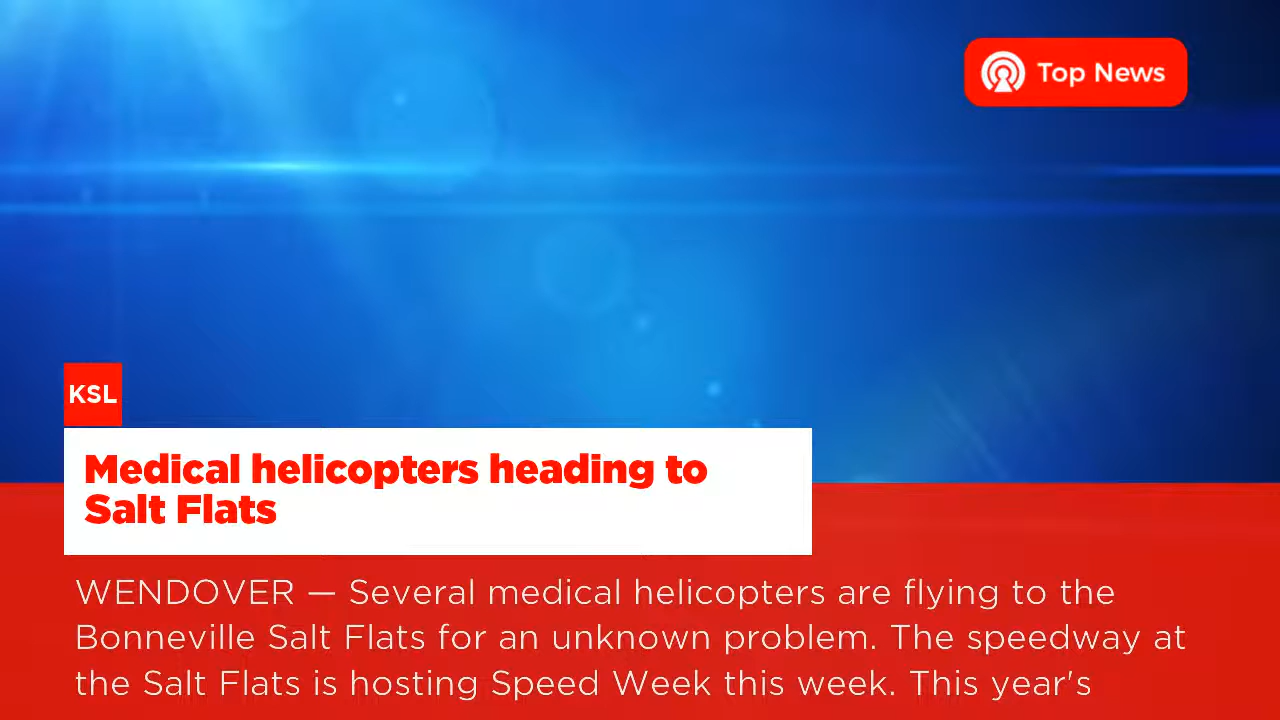 Top News
KSL
Medical helicopters heading to
Salt Flats
WENDOVER — Several medical helicopters are flying to the
Bonneville Salt Flats for an unknown problem. The speedway at
the Salt Flats is hosting Speed Week this week. This year's